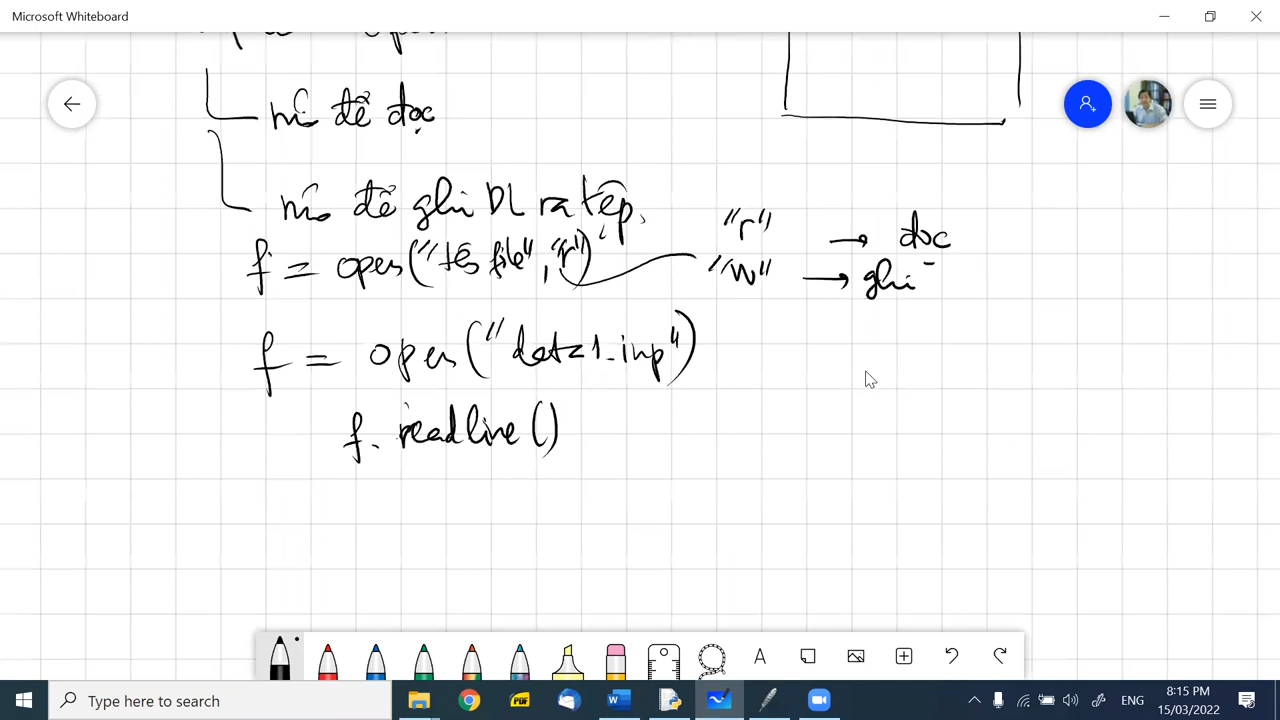 Microsoft Whiteboard
mở để đọc
mở để ghi DL ra tệp.
f = open("tên file", "r")
"r" → đọc
"w" → ghi
f = open("data1.inp")
f.readline()
Type here to search
PDF
ENG
8:15 PM
15/03/2022